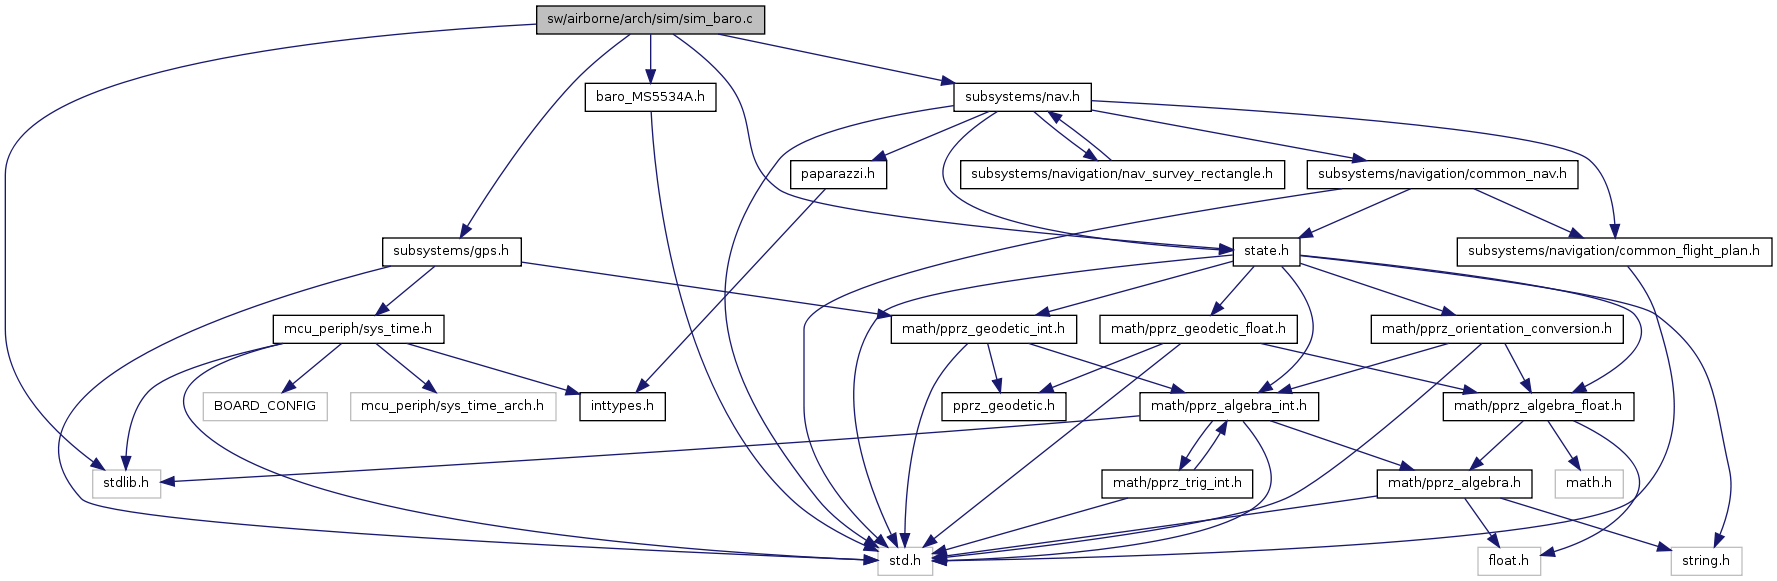 sw/airborne/arch/sim/sim_baro.c
baro_MS5534A.h
subsystems/nav.h
paparazzi.h
subsystems/navigation/nav_survey_rectangle.h
subsystems/navigation/common_nav.h
subsystems/gps.h
state.h
subsystems/navigation/common_flight_plan.h
mcu_periph/sys_time.h
math/pprz_geodetic_int.h
math/pprz_geodetic_float.h
math/pprz_orientation_conversion.h
BOARD_CONFIG
mcu_periph/sys_time_arch.h
inttypes.h
pprz_geodetic.h
math/pprz_algebra_int.h
math/pprz_algebra_float.h
stdlib.h
math/pprz_trig_int.h
math/pprz_algebra.h
math.h
std.h
float.h
string.h